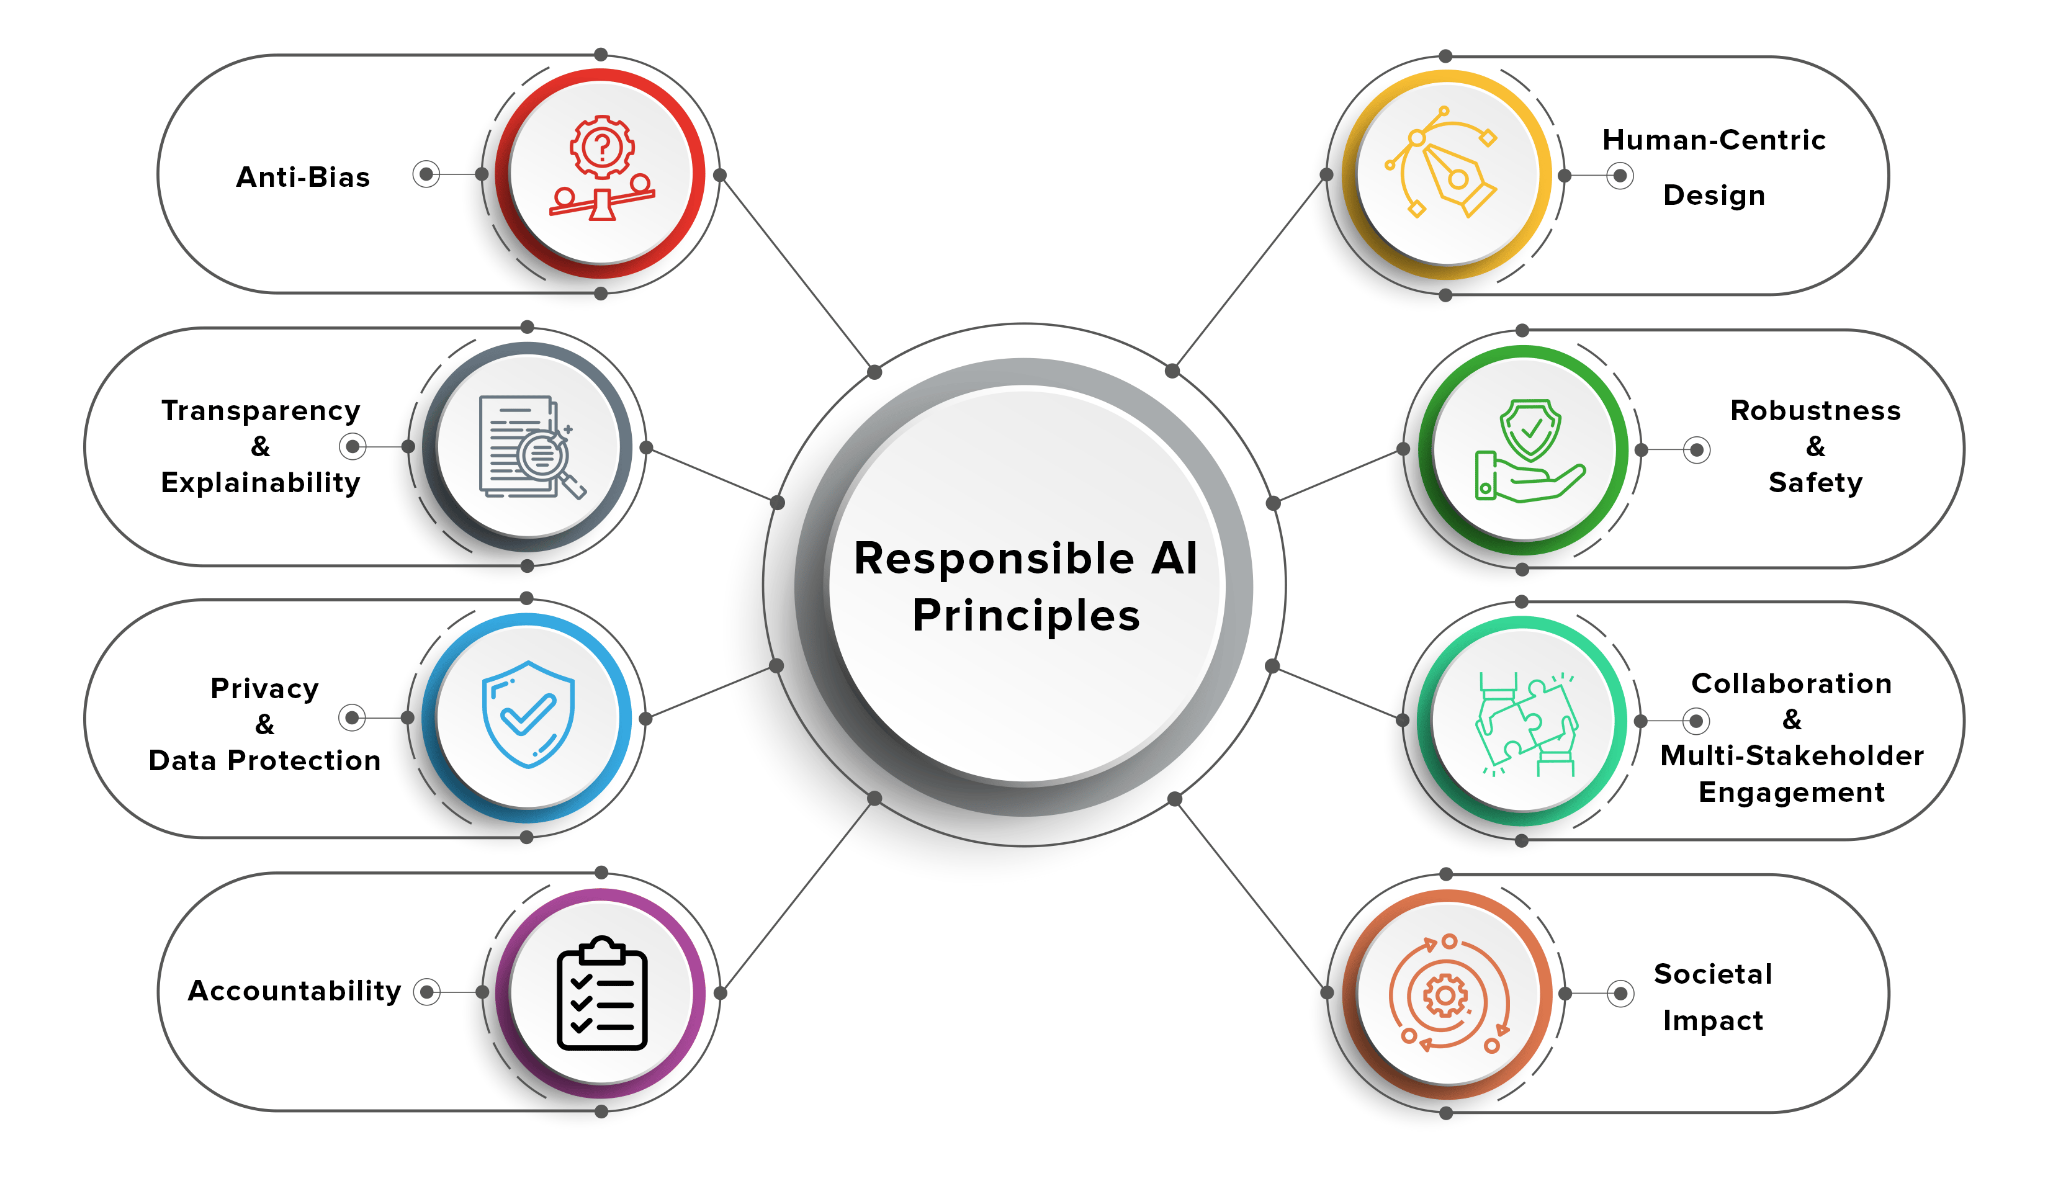 Anti-Bias
Transparency
&
Explainability
Privacy
&
Data Protection
Accountability
Responsible AI
Principles
Human-Centric
Design
Robustness
&
Safety
Collaboration
&
Multi-Stakeholder
Engagement
Societal
Impact
?